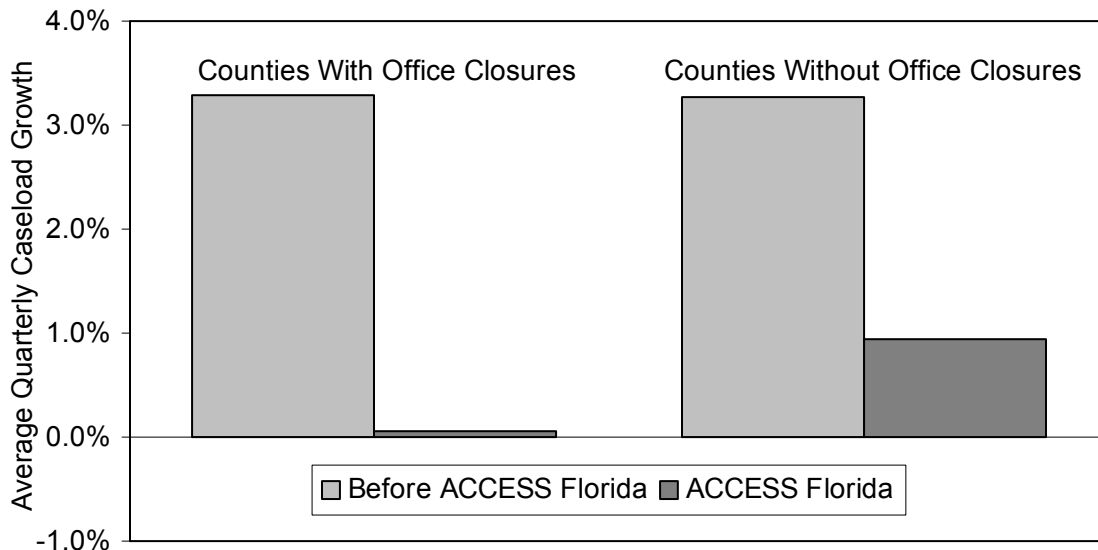 4.0%
Counties With Office Closures
Counties Without Office Closures
3.0%
2.0%
1.0%
0.0%
-1.0%
Average Quarterly Caseload Growth
Before ACCESS Florida
ACCESS Florida